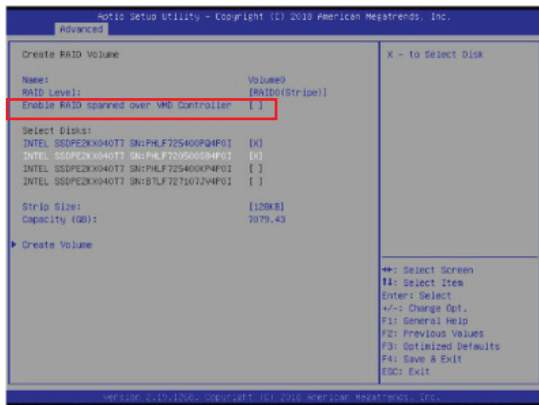 Aptio Setup Utility - Copyright (C) 2018 American Megatrends, Inc.
Advanced
Create RAID Volume
X - to Select Disk
Name: Volume0
RAID Level: [RAID0(Stripe)]
Enable RAID spanned over VMD Controller [ ]
Select Disks:
INTEL SSDPE2KX040T7 SN:PHLF725400PQ4P0I [X]
INTEL SSDPE2KX040T7 [X]
INTEL SSDPE2KX040T7 SN:PHLF725400KP4P0I [ ]
INTEL SSDPE2KX040T7 SN:BTLF727107JV4P0I [ ]
Strip Size: [128KB]
Capacity (GB): 7079.43
Create Volume
: Select Screen
: Select Item
Enter: Select
+/-: Change Opt.
F1: General Help
F2: Previous Values
F3: Optimized Defaults
F4: Save & Exit
ESC: Exit
Version 2.19.1268. Copyright (C) 2018 American Megatrends, Inc.